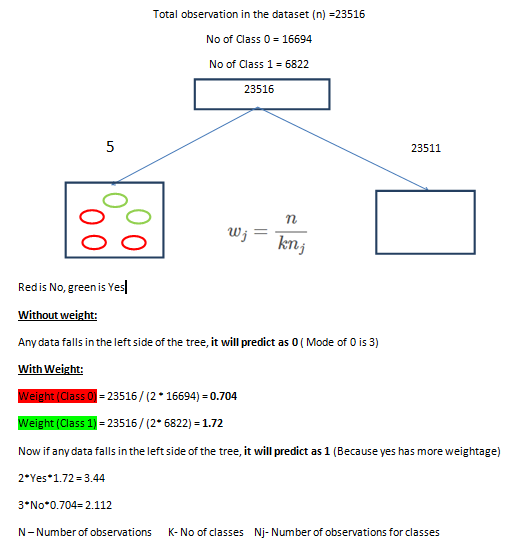 Total observation in the dataset (n) =23516
No of Class 0 = 16694
No of Class 1 = 6822
23516
5
23511
wⱼ = n / knⱼ
Red is No, green is Yes
Without weight:
Any data falls in the left side of the tree, it will predict as 0 ( Mode of 0 is 3)
With Weight:
Weight (Class 0) = 23516 / (2 * 16694) = 0.704
Weight (Class 1) = 23516 / (2* 6822) = 1.72
Now if any data falls in the left side of the tree, it will predict as 1 (Because yes has more weightage)
2*Yes*1.72 = 3.44
3*No*0.704= 2.112
N – Number of observations K- No of classes Nj- Number of observations for classes